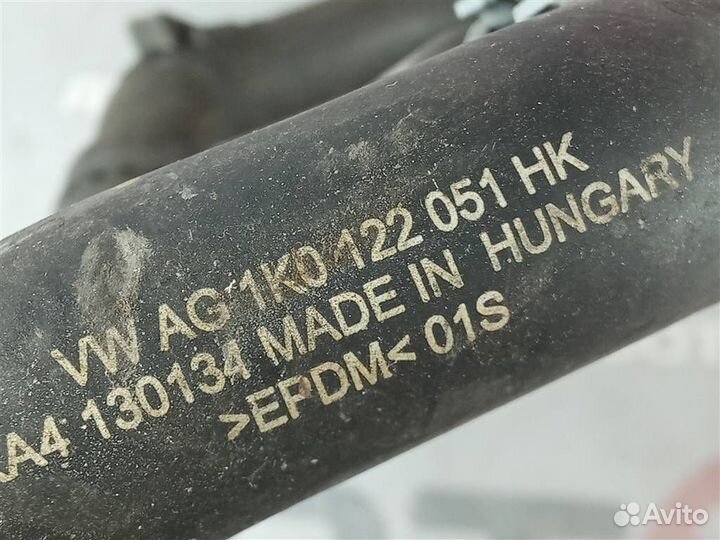 VW AG 1K0 122 051 HK
A4 130134 MADE IN HUNGARY
>EPDM< 01S
Avito